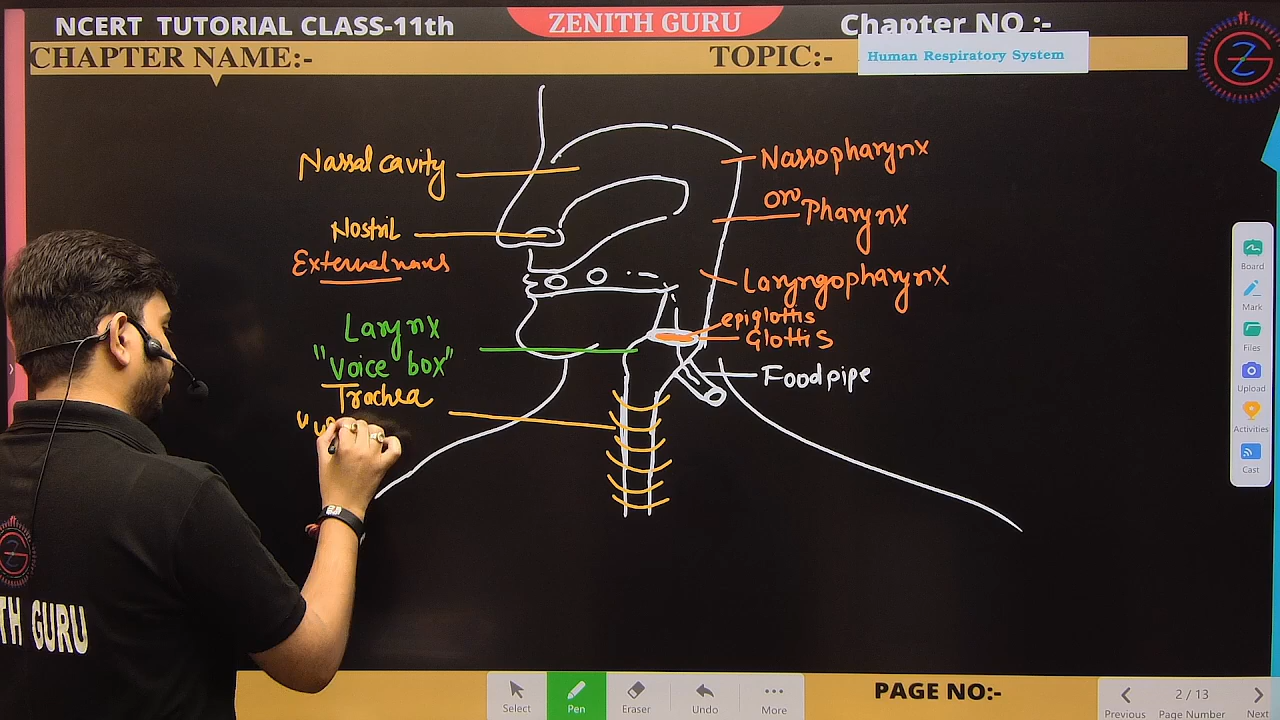 NCERT TUTORIAL CLASS-11th
ZENITH GURU
Chapter NO :-
CHAPTER NAME:-
TOPIC:-
Human Respiratory System
Nassal cavity
Nassopharynx
Nostril
oro Pharynx
External nares
Laryngopharynx
Larynx
epiglottis
"Voice box"
Glottis
Trachea
Foodpipe
Board
Mark
Files
Upload
Activities
Cast
TH GURU
Select
Pen
Eraser
Undo
More
PAGE NO:-
Previous
2 / 13
Page Number
Next